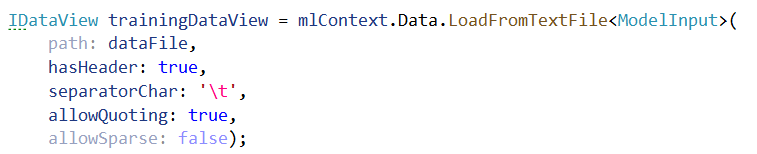 IDataView trainingDataView = mlContext.Data.LoadFromTextFile<ModelInput>(
    path: dataFile,
    hasHeader: true,
    separatorChar: '\t',
    allowQuoting: true,
    allowSparse: false);